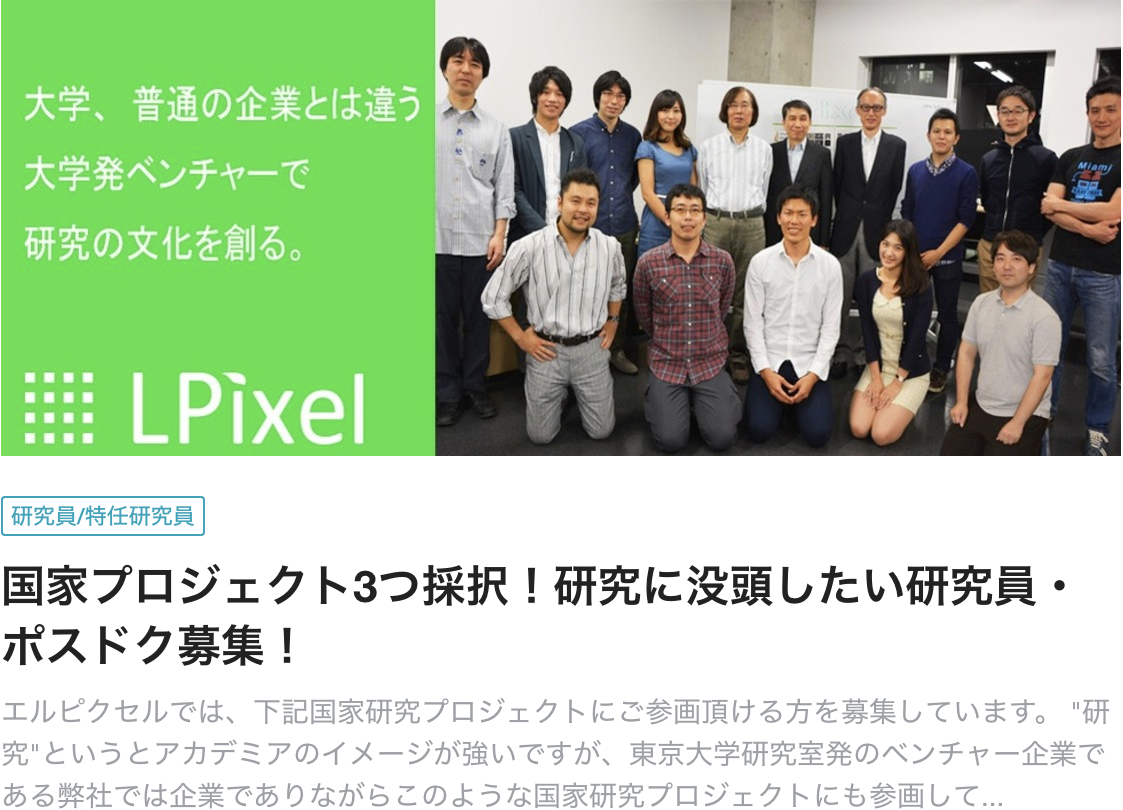 大学、普通の企業とは違う
大学発ベンチャーで
研究の文化を創る。
LPixel
Miami
研究員/特任研究員
国家プロジェクト3つ採択！研究に没頭したい研究員・
ポスドク募集！
エルピクセルでは、下記国家研究プロジェクトにご参画頂ける方を募集しています。 "研
究"というとアカデミアのイメージが強いですが、東京大学研究室発のベンチャー企業で
ある弊社では企業でありながらこのような国家研究プロジェクトにも参画して...